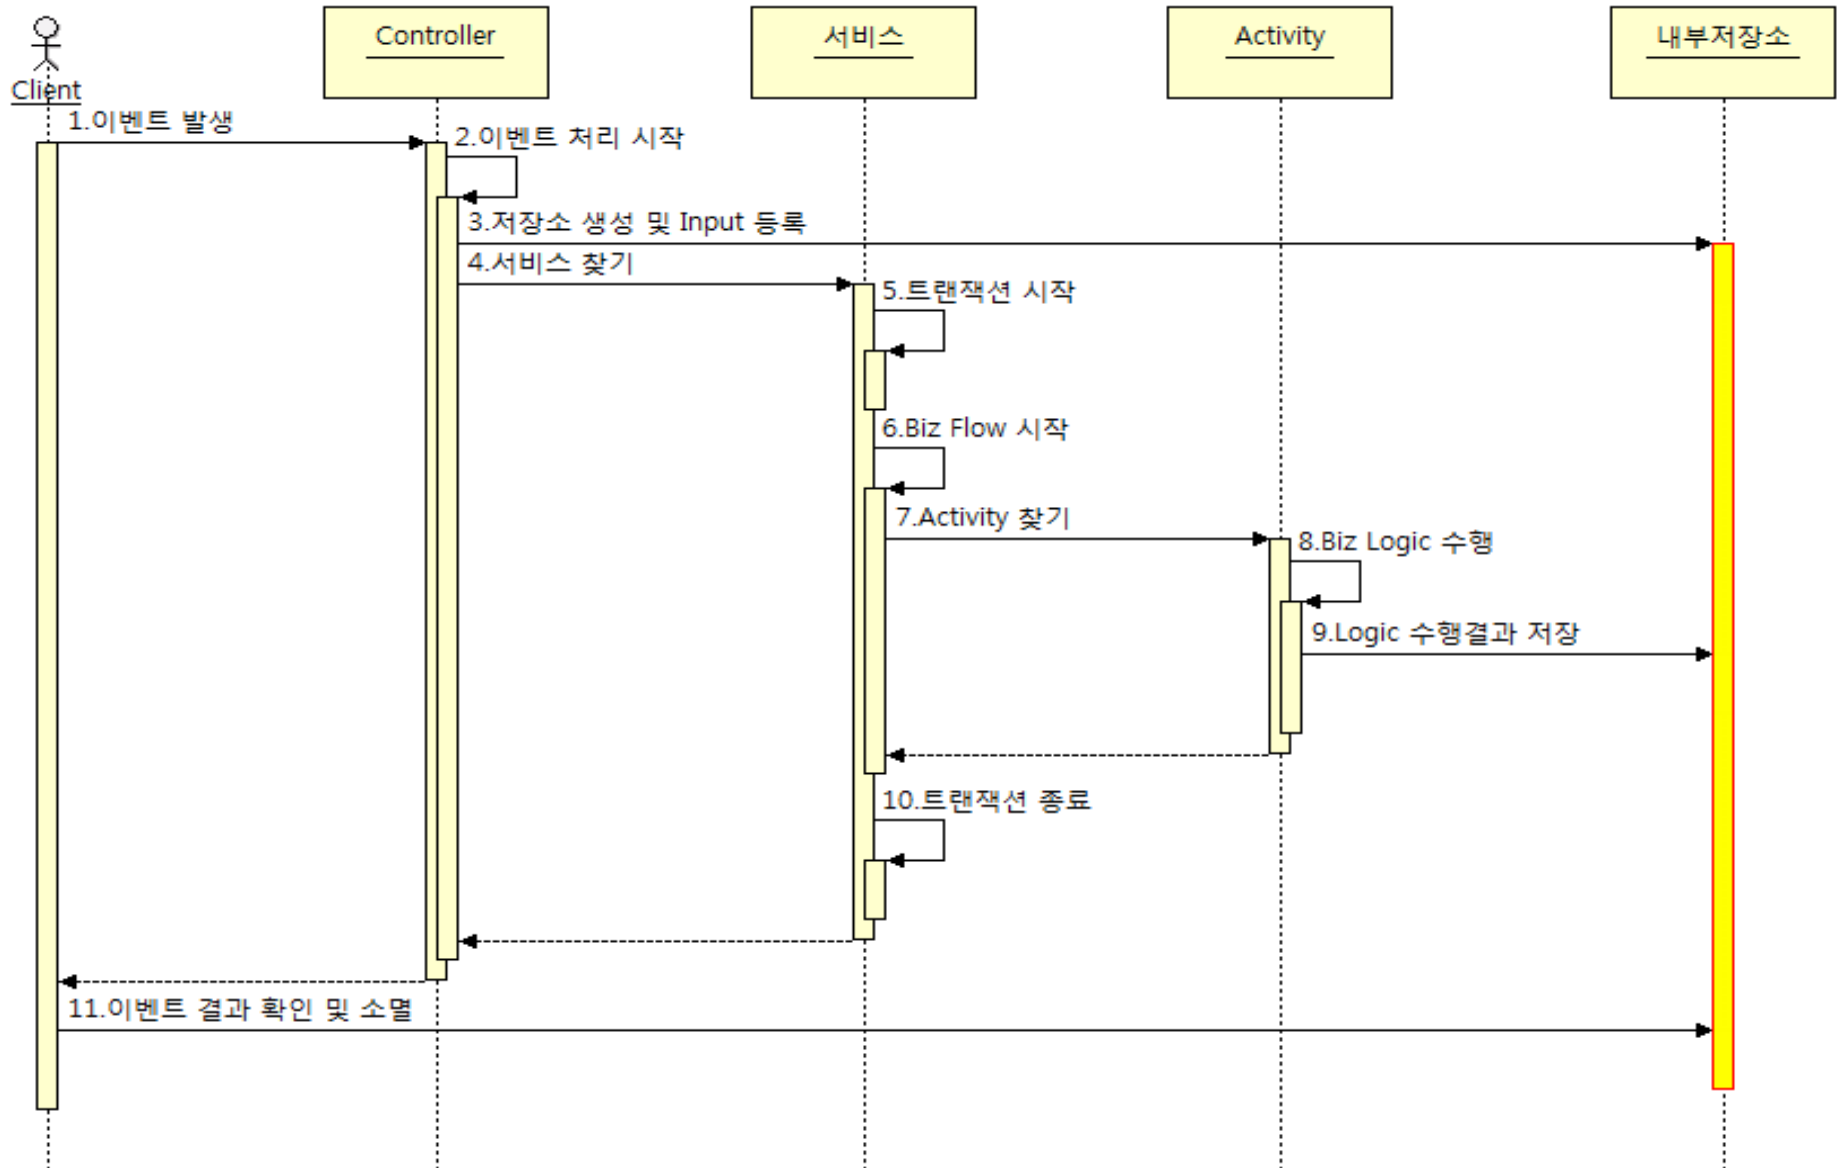 Controller
서비스
Activity
내부저장소
Client
1.이벤트 발생
2.이벤트 처리 시작
3.저장소 생성 및 Input 등록
4.서비스 찾기
5.트랜잭션 시작
6.Biz Flow 시작
7.Activity 찾기
8.Biz Logic 수행
9.Logic 수행결과 저장
10.트랜잭션 종료
11.이벤트 결과 확인 및 소멸